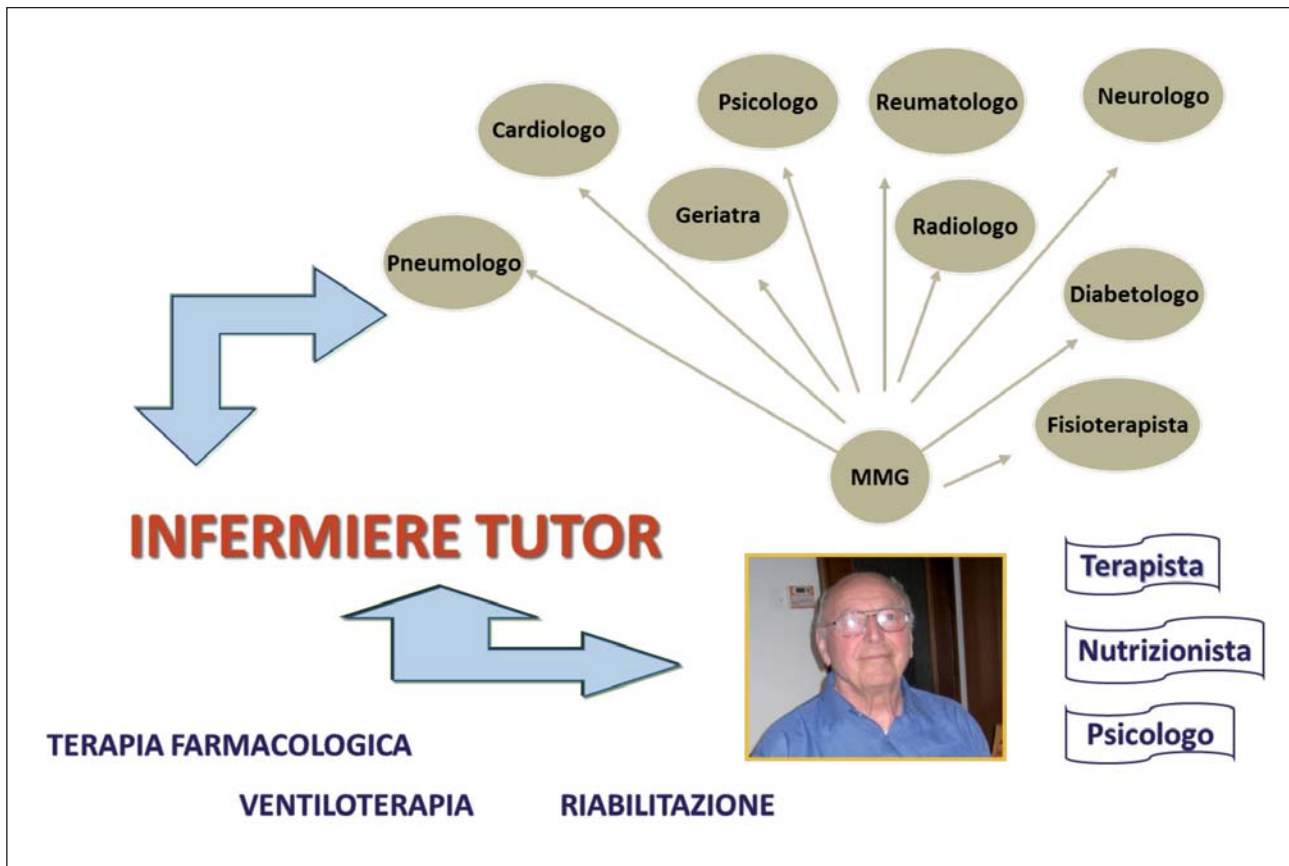 Psicologo
Reumatologo
Neurologo
Cardiologo
Geriatra
Radiologo
Pneumologo
Diabetologo
Fisioterapista
MMG
INFERMIERE TUTOR
Terapista
Nutrizionista
Psicologo
TERAPIA FARMACOLOGICA
VENTILOTERAPIA
RIABILITAZIONE